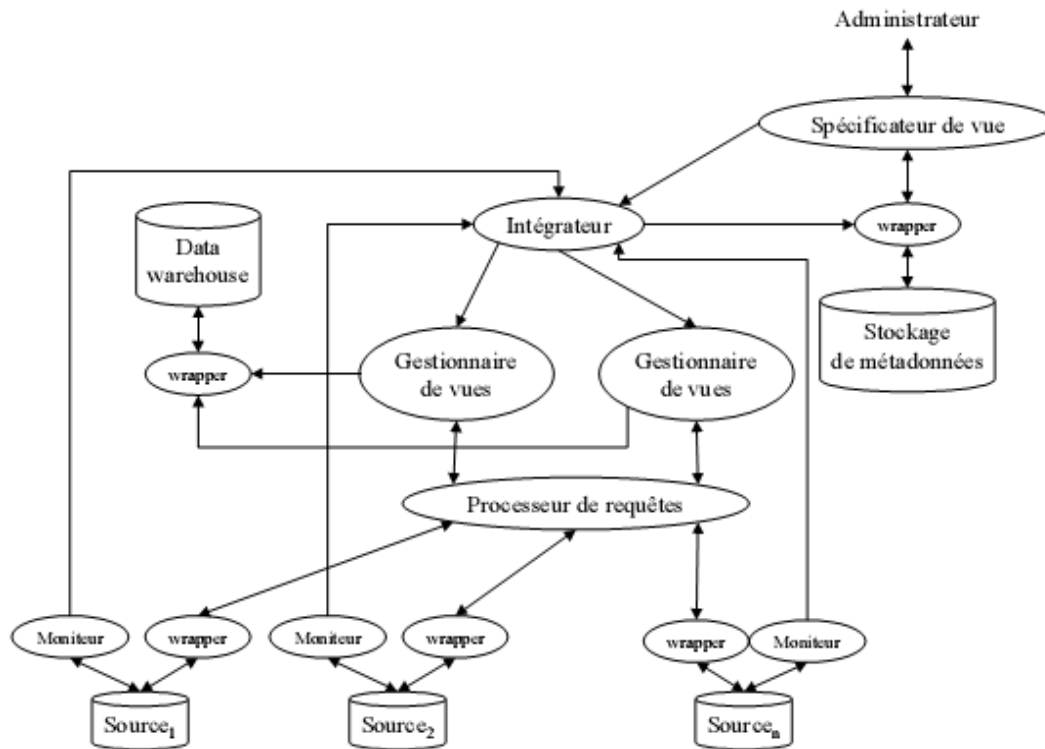 Administrateur
Spécificateur de vue
Intégrateur
wrapper
Data
warehouse
Stockage
de métadonnées
wrapper
Gestionnaire
de vues
Gestionnaire
de vues
Processeur de requêtes
Moniteur
wrapper
Moniteur
wrapper
wrapper
Moniteur
Source1
Source2
Sourcen